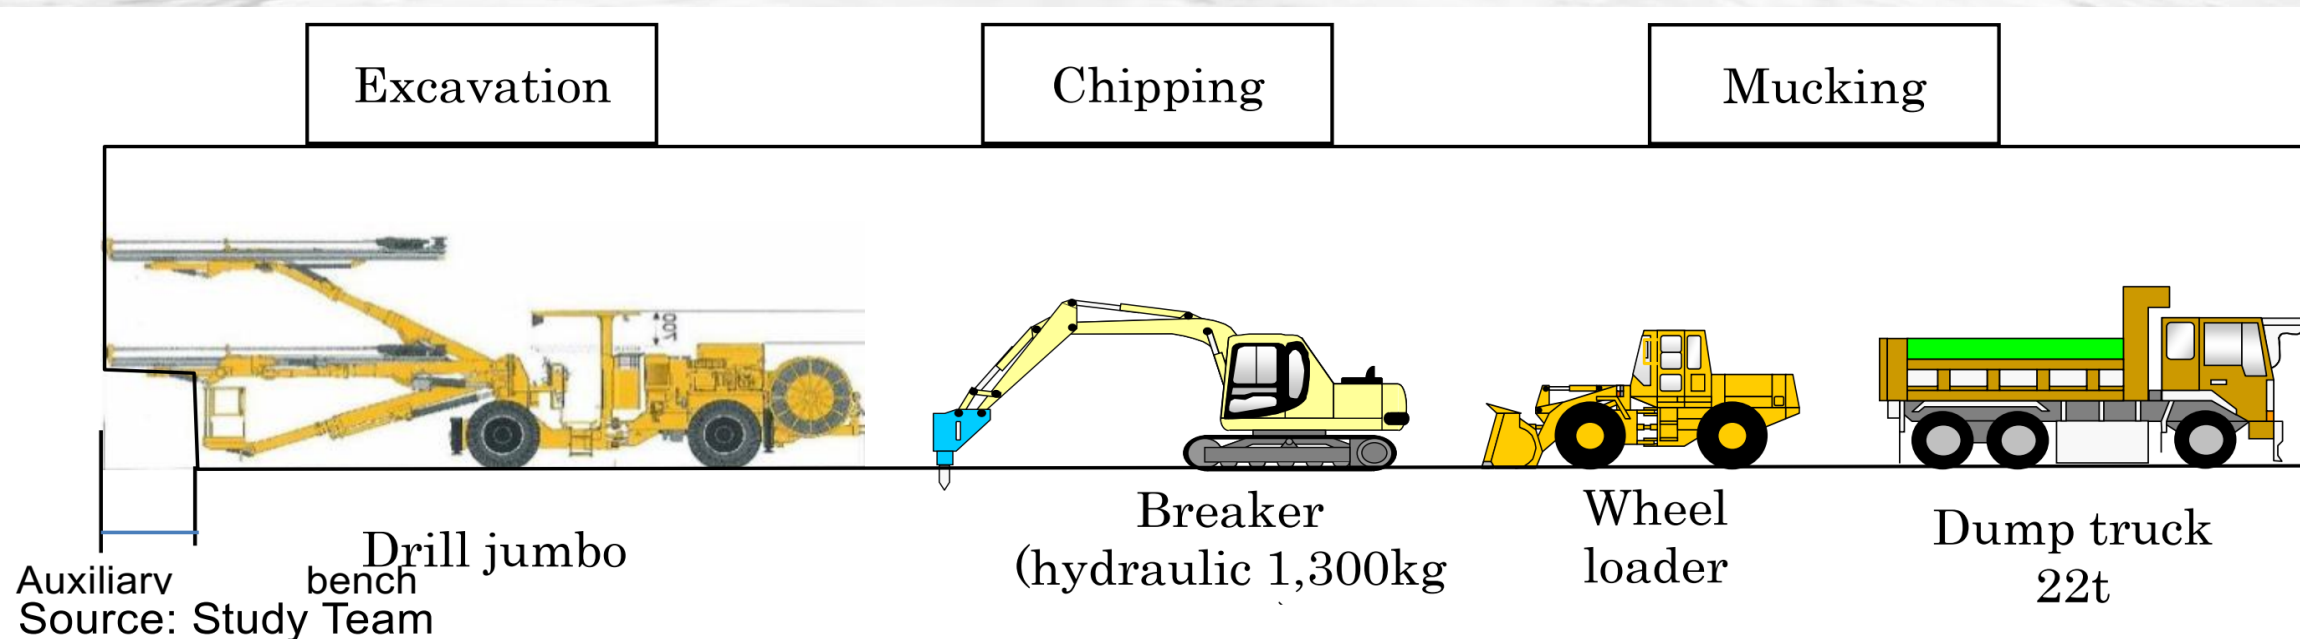 Excavation
Chipping
Mucking
700
Drill jumbo
Breaker
(hydraulic 1,300kg
)
Wheel
loader
Dump truck
22t
Auxiliary bench
Source: Study Team